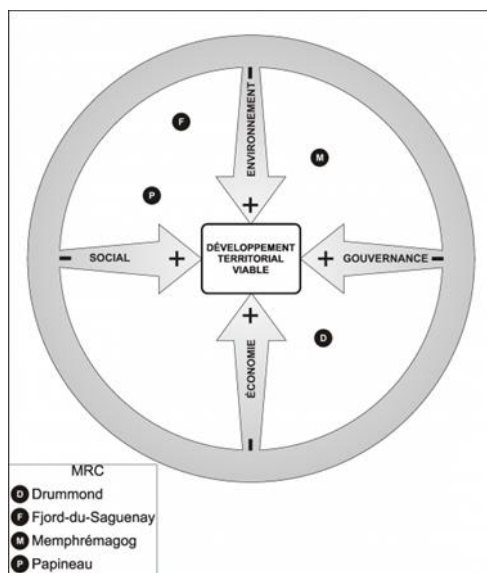 ENVIRONNEMENT
F
M
P
DÉVELOPPEMENT
TERRITORIAL
VIABLE
SOCIAL
GOUVERNANCE
ÉCONOMIE
D
MRC
D Drummond
F Fjord-du-Saguenay
M Memphrémagog
P Papineau